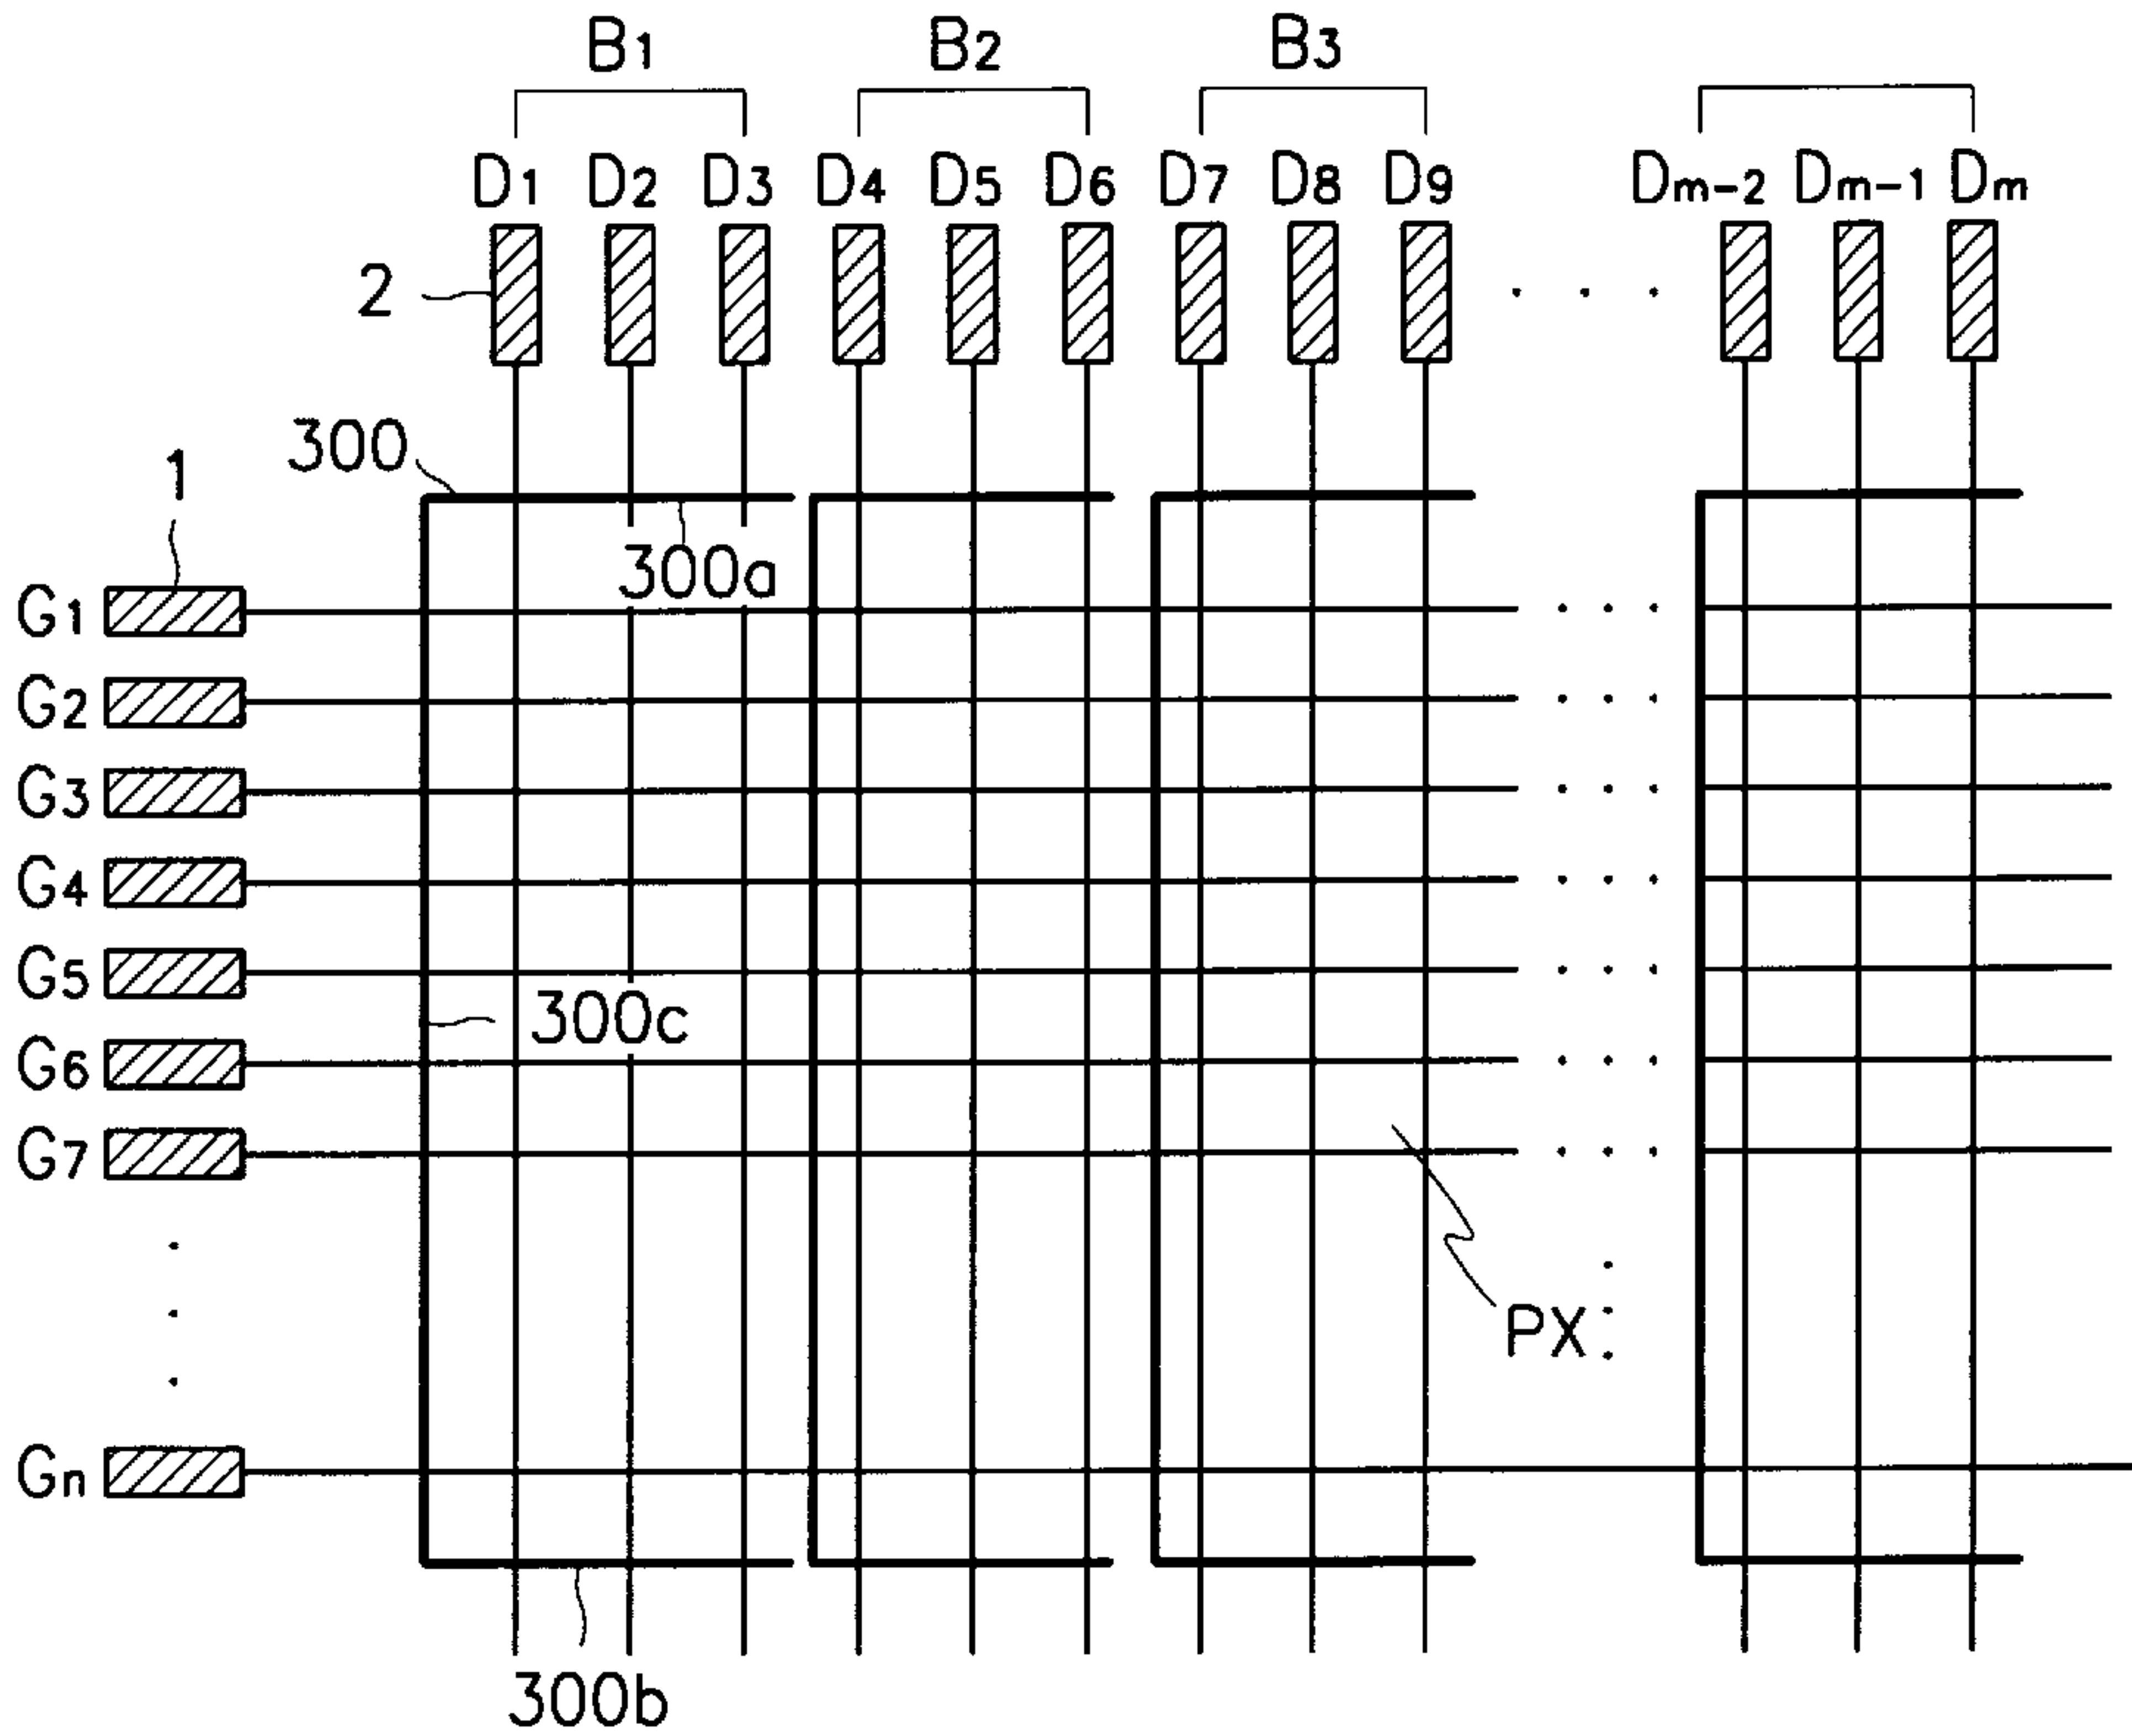 B1 B2 B3
D1 D2 D3 D4 D5 D6 D7 D8 D9 Dm-2 Dm-1 Dm
2
300
1
300a
G1
G2
G3
G4
G5
300c
G6
G7
PX
Gn
300b